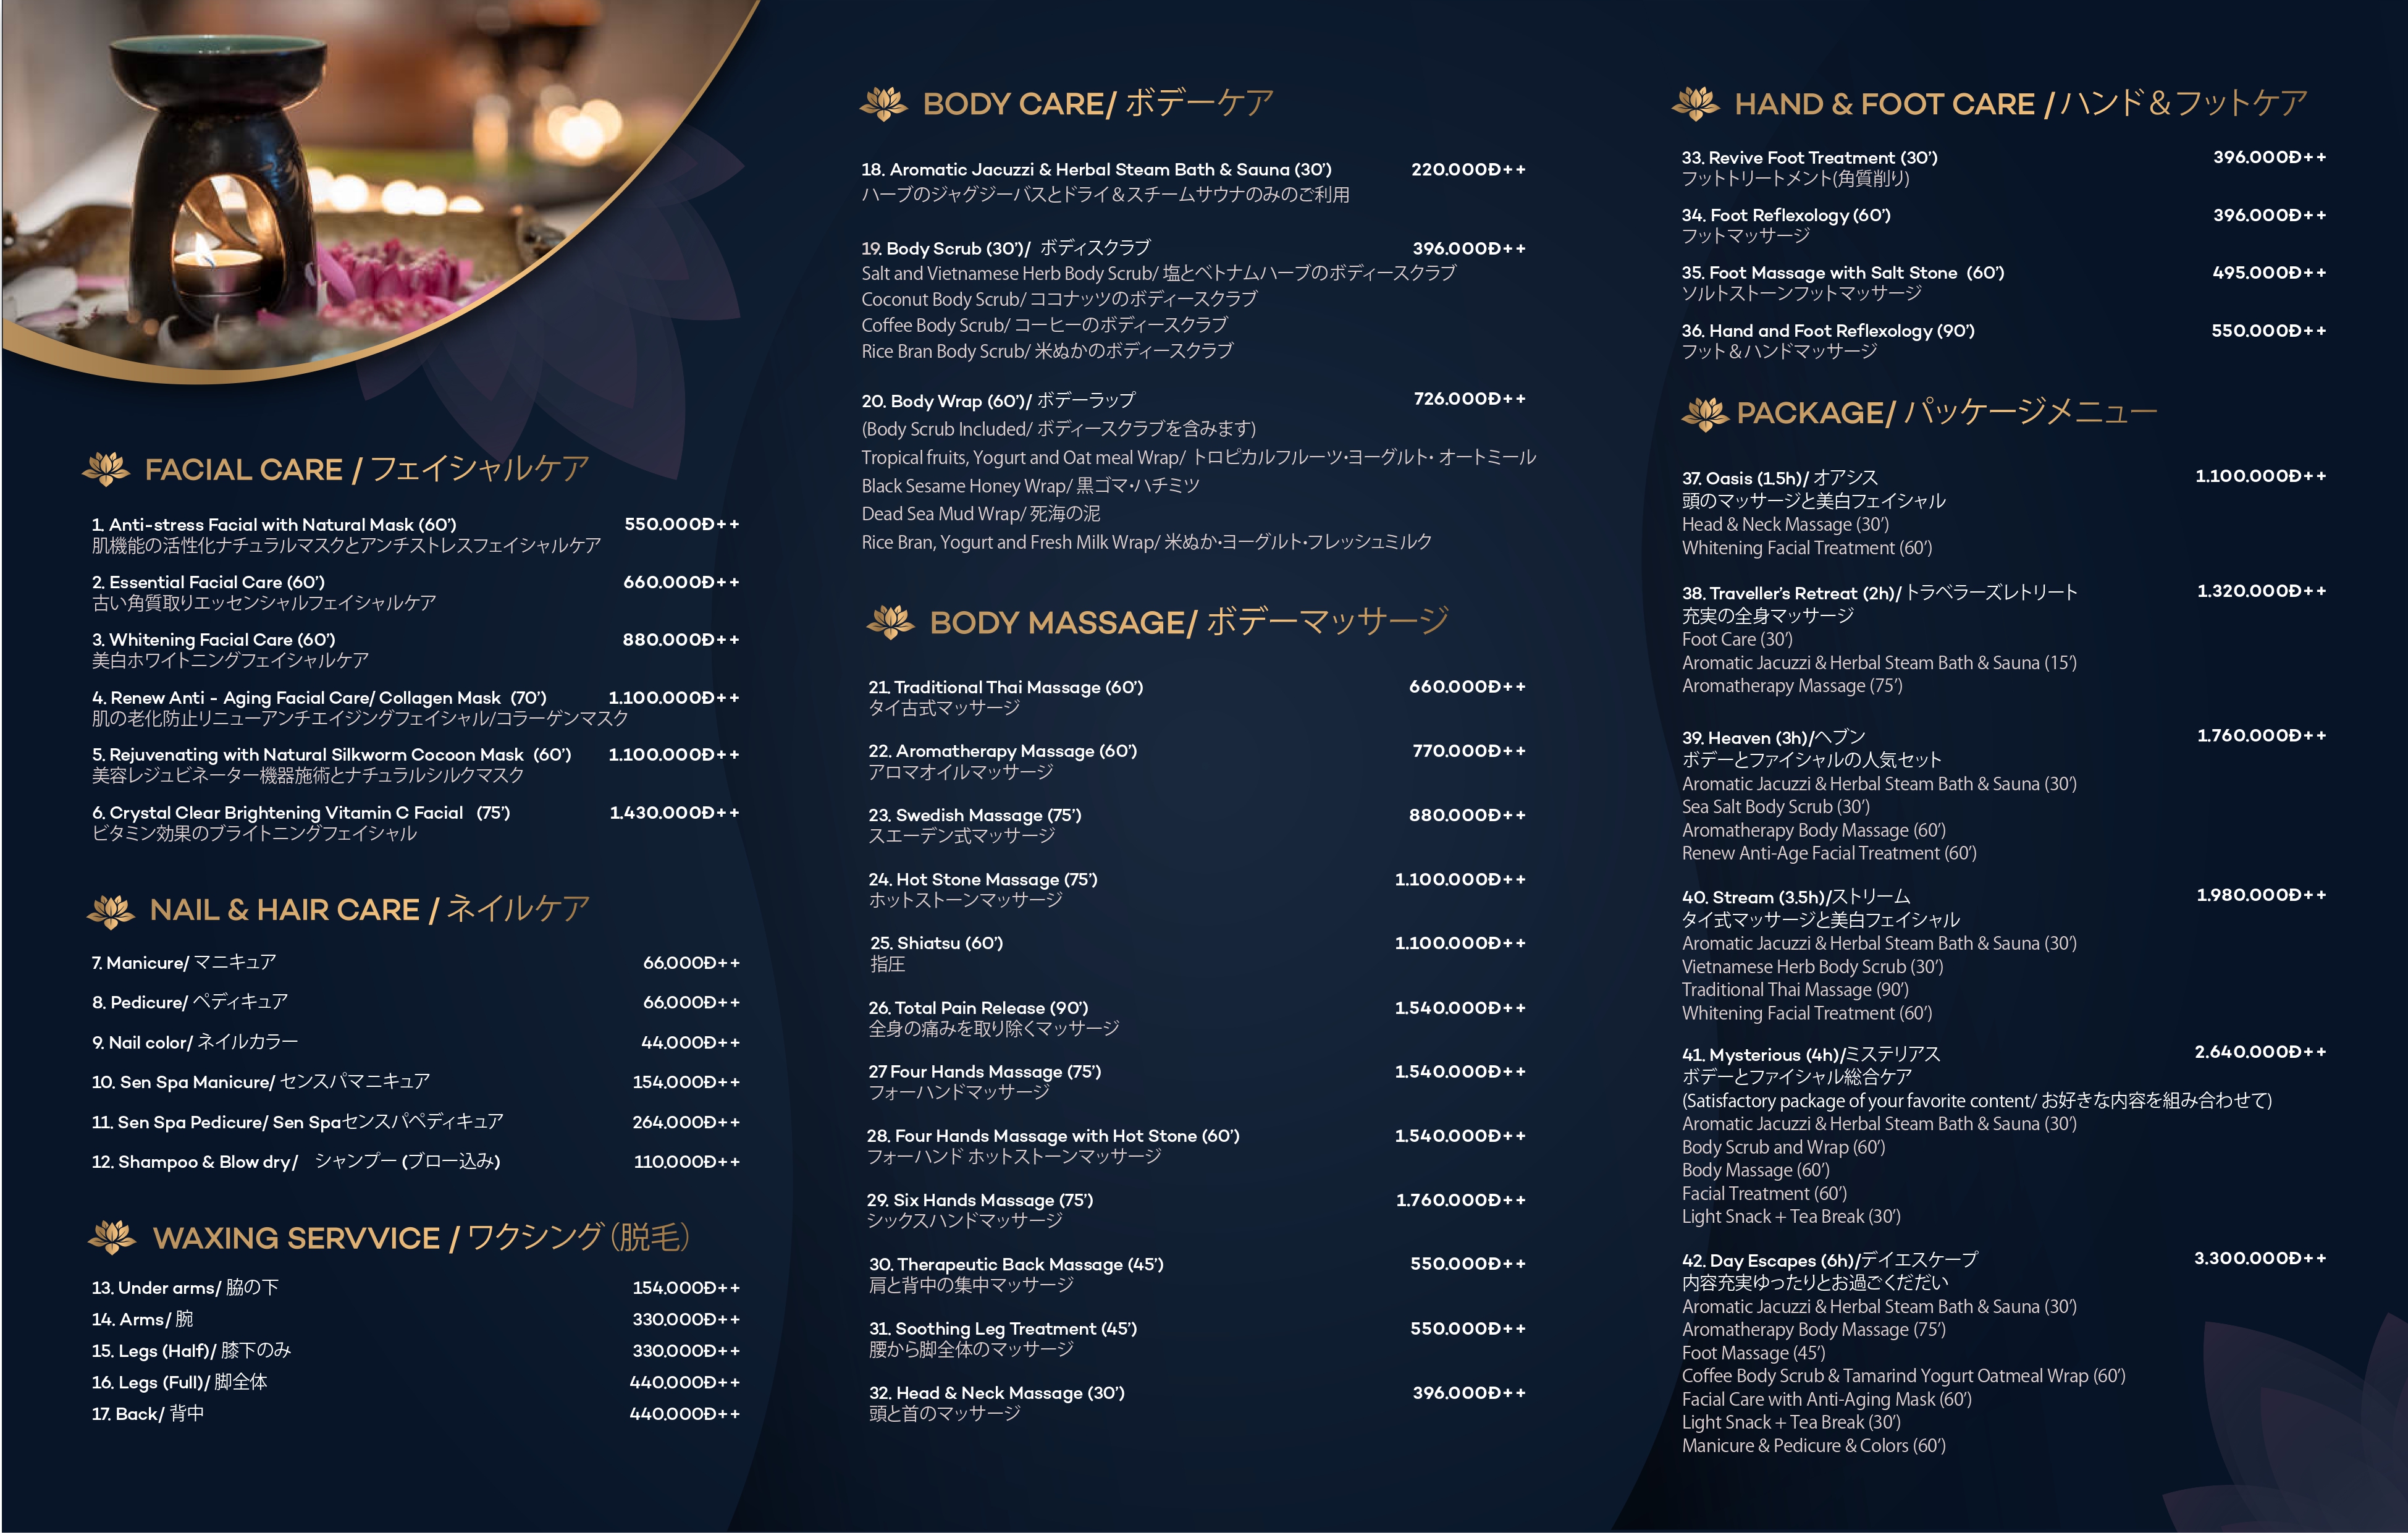 FACIAL CARE / フェイシャルケア
1. Anti-stress Facial with Natural Mask (60’) 550.000Đ++
肌機能の活性化ナチュラルマスクとアンチストレスフェイシャルケア
2. Essential Facial Care (60’) 660.000Đ++
古い角質取りエッセンシャルフェイシャルケア
3. Whitening Facial Care (60’) 880.000Đ++
美白ホワイトニングフェイシャルケア
4. Renew Anti - Aging Facial Care/ Collagen Mask (70’) 1.100.000Đ++
肌の老化防止リニューアンチエイジングフェイシャル/コラーゲンマスク
5. Rejuvenating with Natural Silkworm Cocoon Mask (60’) 1.100.000Đ++
美容レジュビネーター機器施術とナチュラルシルクマスク
6. Crystal Clear Brightening Vitamin C Facial (75’) 1.430.000Đ++
ビタミン効果のブライトニングフェイシャル
NAIL & HAIR CARE / ネイルケア
7. Manicure/ マニキュア 66.000Đ++
8. Pedicure/ ペディキュア 66.000Đ++
9. Nail color/ ネイルカラー 44.000Đ++
10. Sen Spa Manicure/ センスパマニキュア 154.000Đ++
11. Sen Spa Pedicure/ Sen Spaセンスパペディキュア 264.000Đ++
12. Shampoo & Blow dry/ シャンプー (ブロー込み) 110.000Đ++
WAXING SERVVICE / ワクシング（脱毛）
13. Under arms/ 脇の下 154.000Đ++
14. Arms/ 腕 330.000Đ++
15. Legs (Half)/ 膝下のみ 330.000Đ++
16. Legs (Full)/ 脚全体 440.000Đ++
17. Back/ 背中 440.000Đ++
BODY CARE/ ボデーケア
18. Aromatic Jacuzzi & Herbal Steam Bath & Sauna (30’) 220.000Đ++
ハーブのジャグジーバスとドライ＆スチームサウナのみのご利用
19. Body Scrub (30’)/ ボディスクラブ 396.000Đ++
Salt and Vietnamese Herb Body Scrub/ 塩とベトナムハーブのボディースクラブ
Coconut Body Scrub/ ココナッツのボディースクラブ
Coffee Body Scrub/ コーヒーのボディースクラブ
Rice Bran Body Scrub/ 米ぬかのボディースクラブ
20. Body Wrap (60’)/ ボデーラップ 726.000Đ++
(Body Scrub Included/ ボディースクラブを含みます)
Tropical fruits, Yogurt and Oat meal Wrap/ トロピカルフルーツ・ヨーグルト・ オートミール
Black Sesame Honey Wrap/ 黒ゴマ・ハチミツ
Dead Sea Mud Wrap/ 死海の泥
Rice Bran, Yogurt and Fresh Milk Wrap/ 米ぬか・ヨーグルト・フレッシュミルク
BODY MASSAGE/ ボデーマッサージ
21. Traditional Thai Massage (60’) 660.000Đ++
タイ古式マッサージ
22. Aromatherapy Massage (60’) 770.000Đ++
アロマオイルマッサージ
23. Swedish Massage (75’) 880.000Đ++
スエーデン式マッサージ
24. Hot Stone Massage (75’) 1.100.000Đ++
ホットストーンマッサージ
25. Shiatsu (60’) 1.100.000Đ++
指圧
26. Total Pain Release (90’) 1.540.000Đ++
全身の痛みを取り除くマッサージ
27 Four Hands Massage (75’) 1.540.000Đ++
フォーハンドマッサージ
28. Four Hands Massage with Hot Stone (60’) 1.540.000Đ++
フォーハンド ホットストーンマッサージ
29. Six Hands Massage (75’) 1.760.000Đ++
シックスハンドマッサージ
30. Therapeutic Back Massage (45’) 550.000Đ++
肩と背中の集中マッサージ
31. Soothing Leg Treatment (45’) 550.000Đ++
腰から脚全体のマッサージ
32. Head & Neck Massage (30’) 396.000Đ++
頭と首のマッサージ
HAND & FOOT CARE / ハンド＆フットケア
33. Revive Foot Treatment (30’) 396.000Đ++
フットトリートメント(角質削り)
34. Foot Reflexology (60’) 396.000Đ++
フットマッサージ
35. Foot Massage with Salt Stone (60’) 495.000Đ++
ソルトストーンフットマッサージ
36. Hand and Foot Reflexology (90’) 550.000Đ++
フット＆ハンドマッサージ
PACKAGE/ パッケージメニュー
37. Oasis (1.5h)/ オアシス 1.100.000Đ++
頭のマッサージと美白フェイシャル
Head & Neck Massage (30’)
Whitening Facial Treatment (60’)
38. Traveller’s Retreat (2h)/ トラベラーズレトリート 1.320.000Đ++
充実の全身マッサージ
Foot Care (30’)
Aromatic Jacuzzi & Herbal Steam Bath & Sauna (15’)
Aromatherapy Massage (75’)
39. Heaven (3h)/ヘブン 1.760.000Đ++
ボデーとファイシャルの人気セット
Aromatic Jacuzzi & Herbal Steam Bath & Sauna (30’)
Sea Salt Body Scrub (30’)
Aromatherapy Body Massage (60’)
Renew Anti-Age Facial Treatment (60’)
40. Stream (3.5h)/ストリーム 1.980.000Đ++
タイ式マッサージと美白フェイシャル
Aromatic Jacuzzi & Herbal Steam Bath & Sauna (30’)
Vietnamese Herb Body Scrub (30’)
Traditional Thai Massage (90’)
Whitening Facial Treatment (60’)
41. Mysterious (4h)/ミステリアス 2.640.000Đ++
ボデーとファイシャル総合ケア
(Satisfactory package of your favorite content/ お好きな内容を組み合わせて)
Aromatic Jacuzzi & Herbal Steam Bath & Sauna (30’)
Body Scrub and Wrap (60’)
Body Massage (60’)
Facial Treatment (60’)
Light Snack + Tea Break (30’)
42. Day Escapes (6h)/デイエスケープ 3.300.000Đ++
内容充実ゆったりとお過ごくだだい
Aromatic Jacuzzi & Herbal Steam Bath & Sauna (30’)
Aromatherapy Body Massage (75’)
Foot Massage (45’)
Coffee Body Scrub & Tamarind Yogurt Oatmeal Wrap (60’)
Facial Care with Anti-Aging Mask (60’)
Light Snack + Tea Break (30’)
Manicure & Pedicure & Colors (60’)